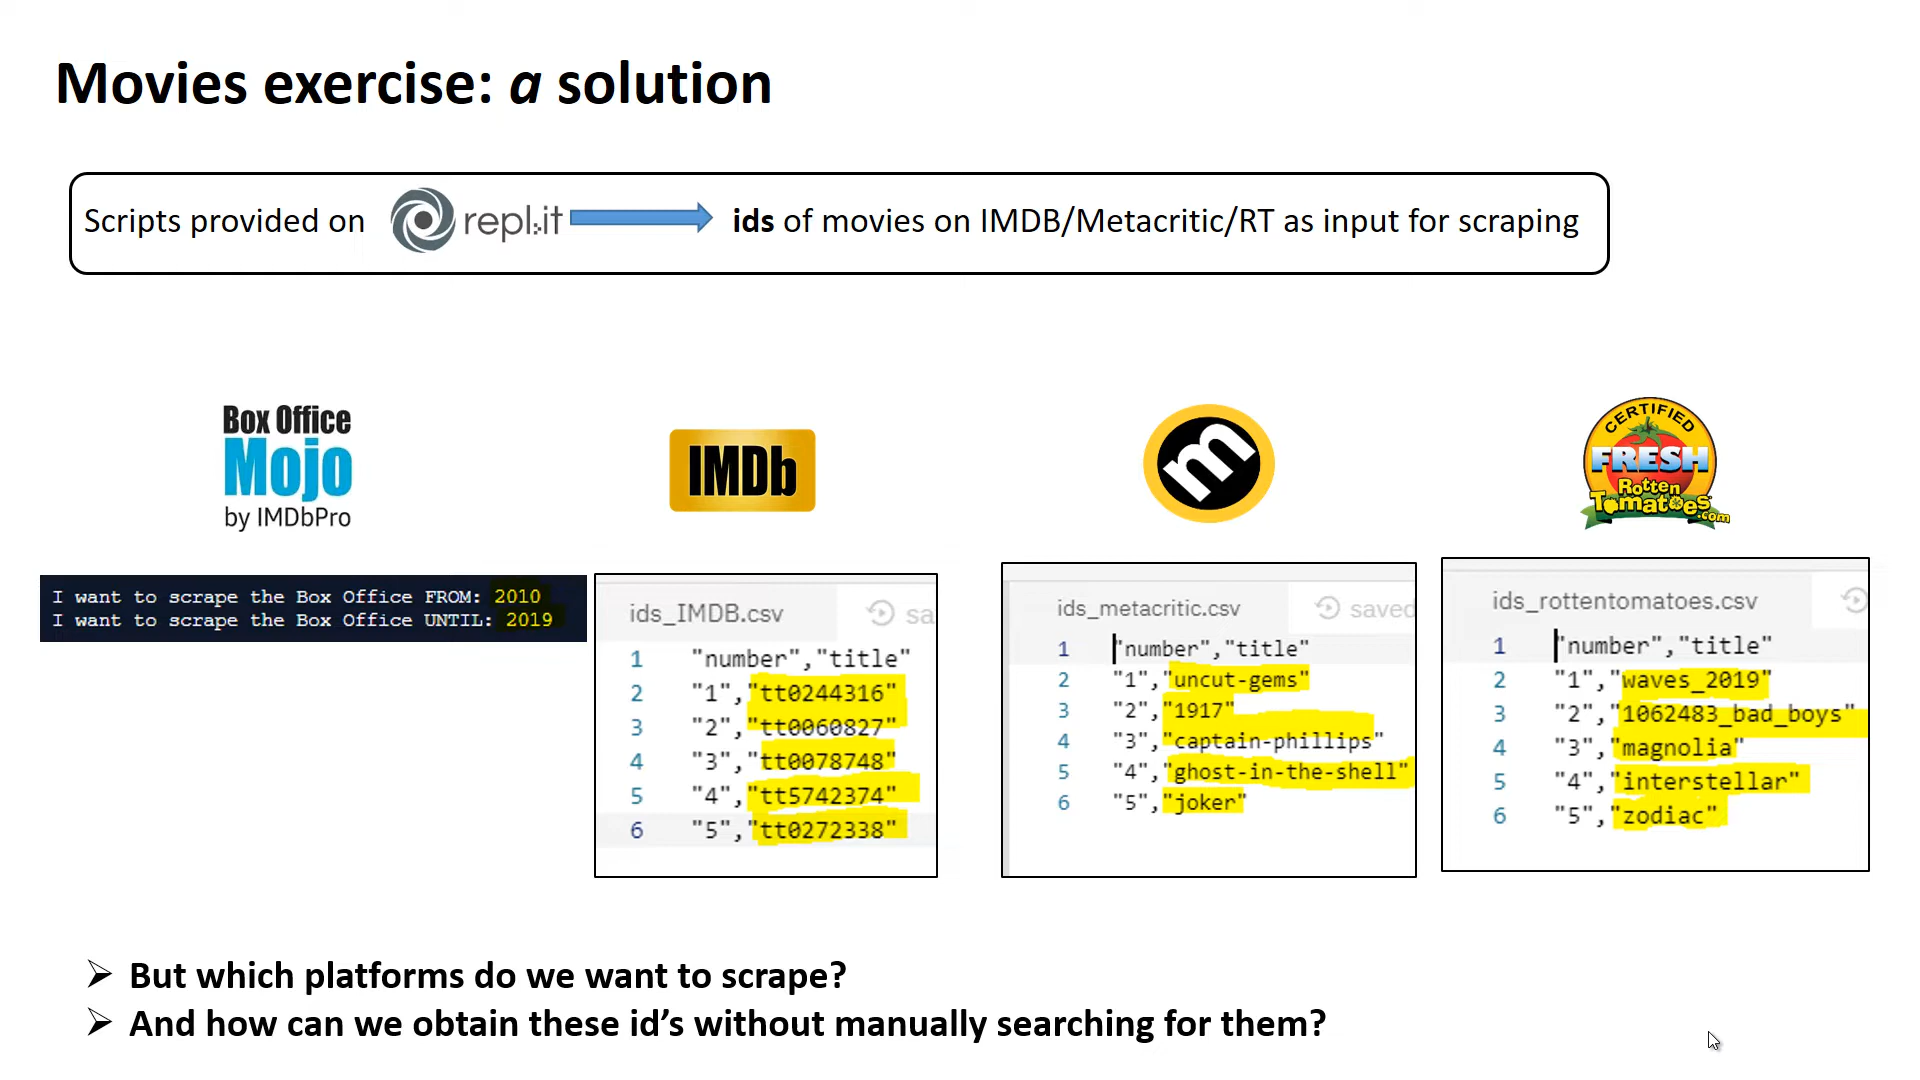 Movies exercise: a solution
Scripts provided on repl.it ids of movies on IMDB/Metacritic/RT as input for scraping
Box Office
Mojo
by IMDbPro
IMDb
m
CERTIFIED
FRESH
Rotten
Tomatoes.com
I want to scrape the Box Office FROM: 2010
I want to scrape the Box Office UNTIL: 2019
ids_IMDB.csv sa
1 "number","title"
2 "1","tt0244316"
3 "2","tt0060827"
4 "3","tt0078748"
5 "4","tt5742374"
6 "5","tt0272338"
ids_metacritic.csv saved
1 "number","title"
2 "1","uncut-gems"
3 "2","1917"
4 "3","captain-phillips"
5 "4","ghost-in-the-shell"
6 "5","joker"
ids_rottentomatoes.csv
1 "number","title"
2 "1","waves_2019"
3 "2","1062483_bad_boys"
4 "3","magnolia"
5 "4","interstellar"
6 "5","zodiac"
➢ But which platforms do we want to scrape?
➢ And how can we obtain these id’s without manually searching for them?